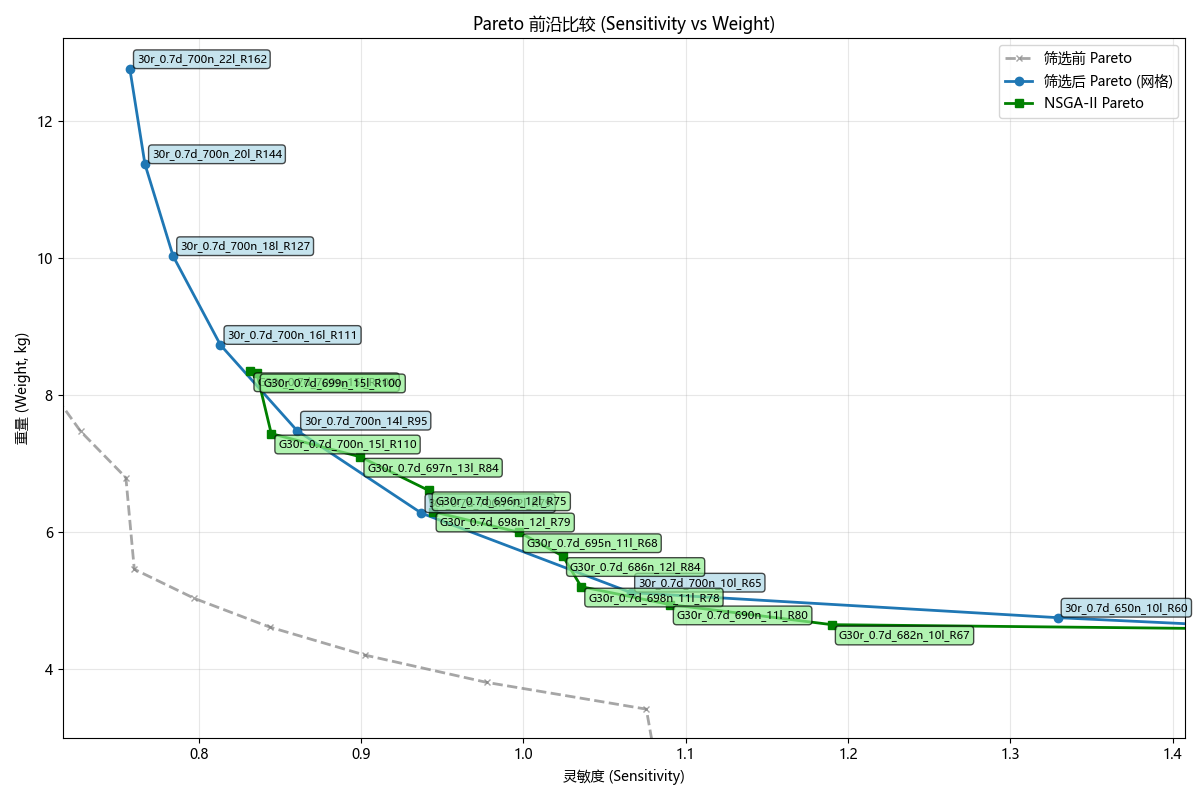 Pareto 前沿比较 (Sensitivity vs Weight)
筛选前 Pareto
筛选后 Pareto (网格)
NSGA-II Pareto
重量 (Weight, kg)
12
10
8
6
4
30r_0.7d_700n_22l_R162
30r_0.7d_700n_20l_R144
30r_0.7d_700n_18l_R127
30r_0.7d_700n_16l_R111
G30r_0.7d_699n_15l_R100
30r_0.7d_700n_14l_R95
G30r_0.7d_700n_15l_R110
G30r_0.7d_697n_13l_R84
G30r_0.7d_696n_12l_R75
G30r_0.7d_698n_12l_R79
G30r_0.7d_695n_11l_R68
G30r_0.7d_686n_12l_R84
30r_0.7d_700n_10l_R65
G30r_0.7d_698n_11l_R78
30r_0.7d_650n_10l_R60
G30r_0.7d_690n_11l_R80
G30r_0.7d_682n_10l_R67
0.8
0.9
1.0
1.1
1.2
1.3
1.4
灵敏度 (Sensitivity)